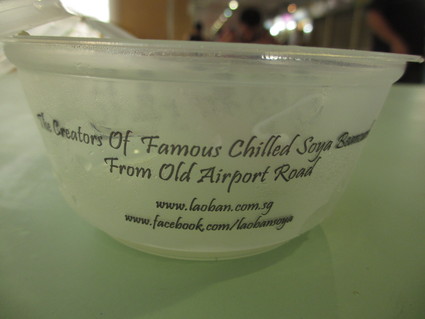 The Creators Of Famous Chilled Soya
From Old Airport Road
www.laoban.com.sg
www.facebook.com/laobansoya